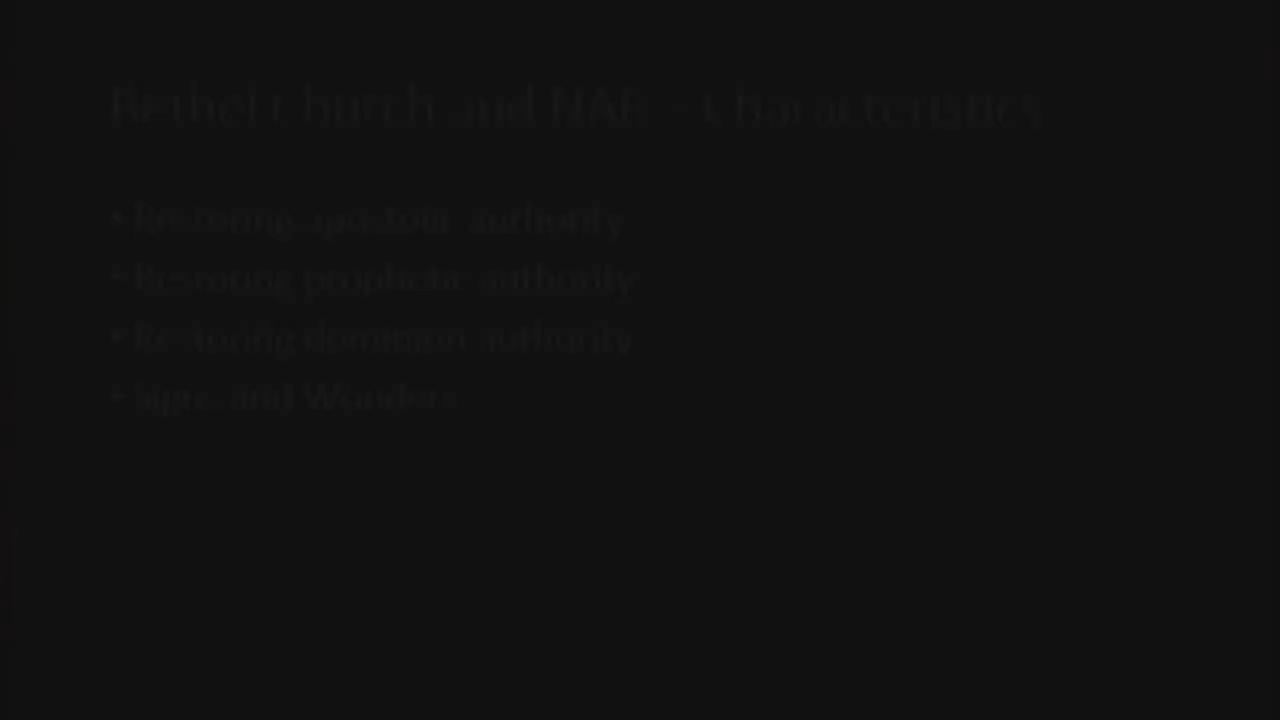 Bethel Church and NAR - Characteristics
• Restoring apostolic authority
• Restoring prophetic authority
• Restoring dominion authority
• Signs and Wonders